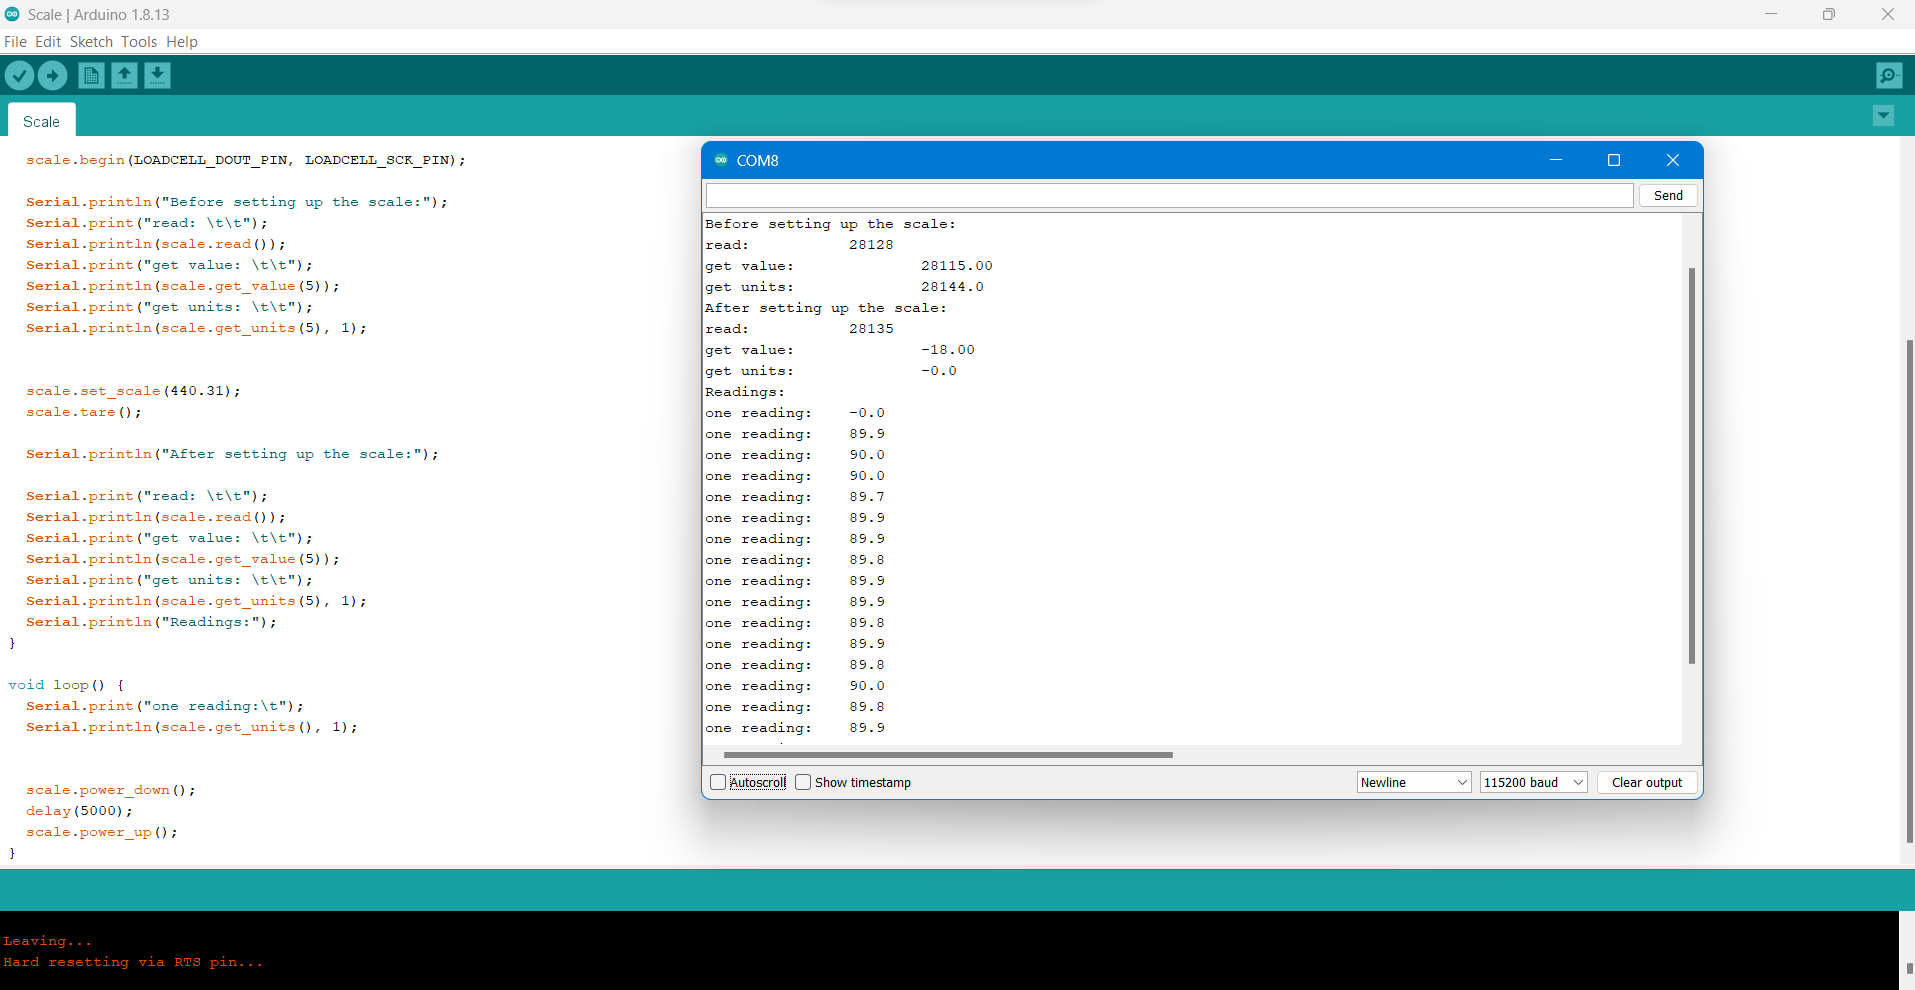 Scale | Arduino 1.8.13
File Edit Sketch Tools Help
Scale
scale.begin(LOADCELL_DOUT_PIN, LOADCELL_SCK_PIN);
Serial.println("Before setting up the scale:");
Serial.print("read: \t\t");
Serial.println(scale.read());
Serial.print("get value: \t\t");
Serial.println(scale.get_value(5));
Serial.print("get units: \t\t");
Serial.println(scale.get_units(5), 1);
scale.set_scale(440.31);
scale.tare();
Serial.println("After setting up the scale:");
Serial.print("read: \t\t");
Serial.println(scale.read());
Serial.print("get value: \t\t");
Serial.println(scale.get_value(5));
Serial.print("get units: \t\t");
Serial.println(scale.get_units(5), 1);
Serial.println("Readings:");
}
void loop() {
Serial.print("one reading:\t");
Serial.println(scale.get_units(), 1);
scale.power_down();
delay(5000);
scale.power_up();
}
COM8
Send
Before setting up the scale:
read: 28128
get value: 28115.00
get units: 28144.0
After setting up the scale:
read: 28135
get value: -18.00
get units: -0.0
Readings:
one reading: -0.0
one reading: 89.9
one reading: 90.0
one reading: 90.0
one reading: 89.7
one reading: 89.9
one reading: 89.9
one reading: 89.8
one reading: 89.9
one reading: 89.9
one reading: 89.8
one reading: 89.9
one reading: 89.8
one reading: 90.0
one reading: 89.8
one reading: 89.9
Autoscroll Show timestamp Newline 115200 baud Clear output
Leaving...
Hard resetting via RTS pin...